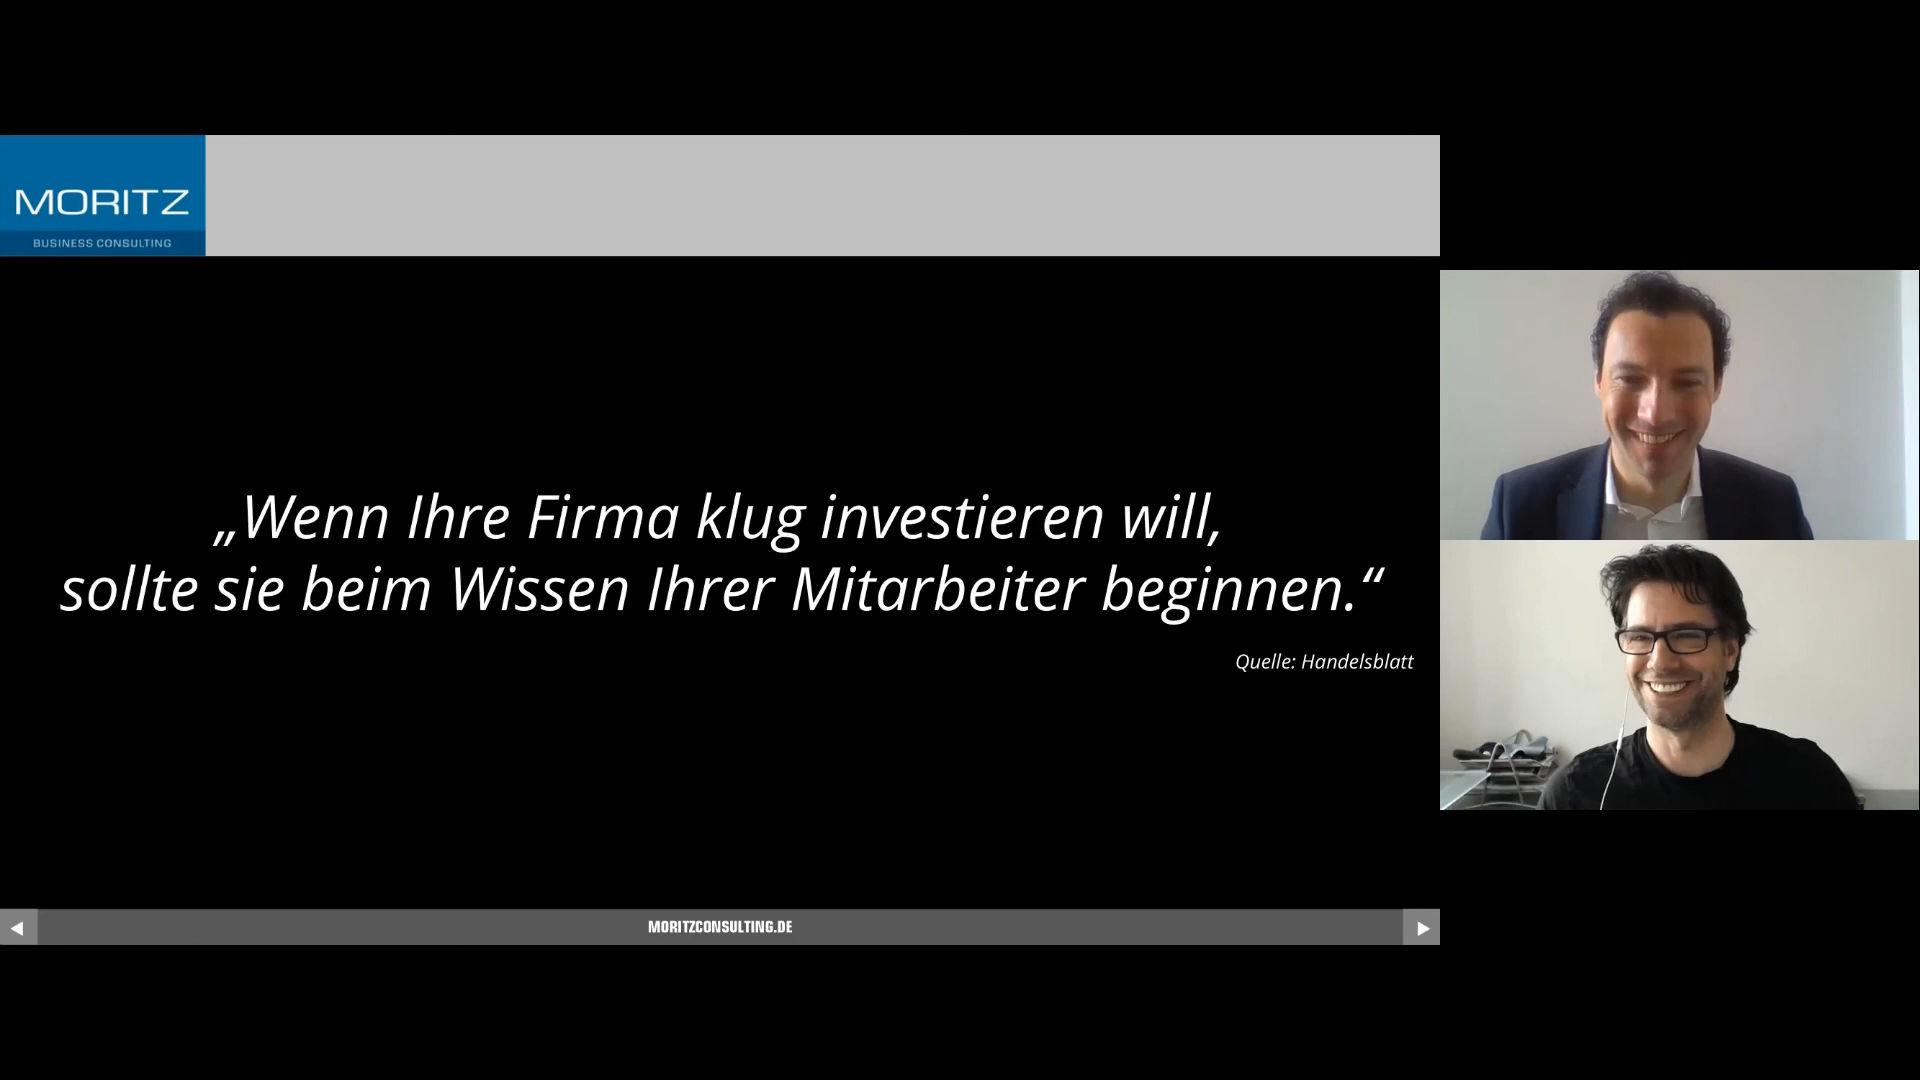 MORITZ
BUSINESS CONSULTING
„Wenn Ihre Firma klug investieren will,
sollte sie beim Wissen Ihrer Mitarbeiter beginnen.“
Quelle: Handelsblatt
MORITZCONSULTING.DE